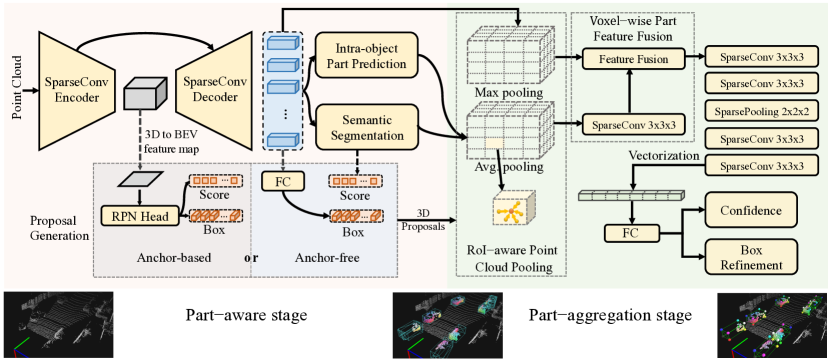 Point Cloud
SparseConv
Encoder
SparseConv
Decoder
3D to BEV
feature map
Intra-object
Part Prediction
Semantic
Segmentation
Proposal
Generation
RPN Head
Score
Box
FC
Score
Box
Anchor-based
or
Anchor-free
3D
Proposals
Max pooling
Avg. pooling
RoI-aware Point
Cloud Pooling
Voxel-wise Part
Feature Fusion
Feature Fusion
SparseConv 3x3x3
SparseConv 3x3x3
SparseConv 3x3x3
SparsePooling 2x2x2
SparseConv 3x3x3
SparseConv 3x3x3
Vectorization
FC
Confidence
Box
Refinement
Part-aware stage
Part-aggregation stage